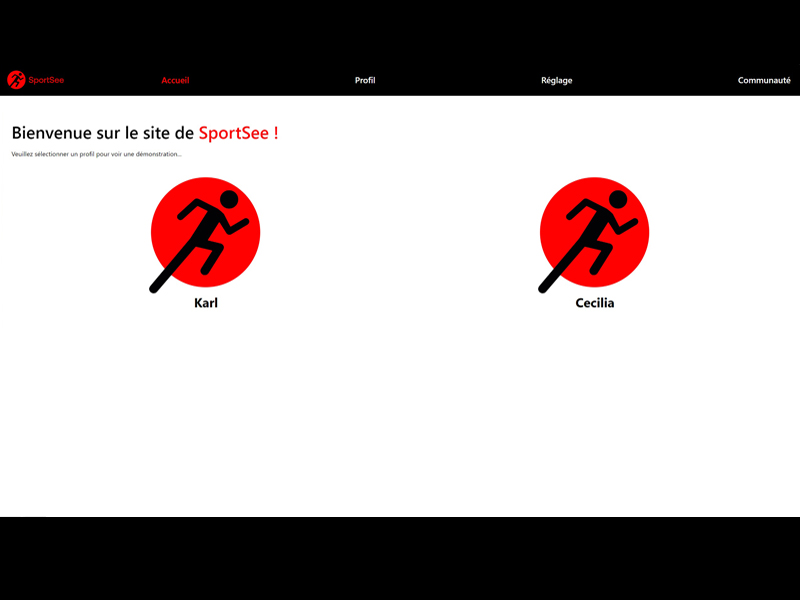 SportSee Accueil Profil Réglage Communauté
Bienvenue sur le site de SportSee !
Veuillez sélectionner un profil pour voir une démonstration...
Karl Cecilia